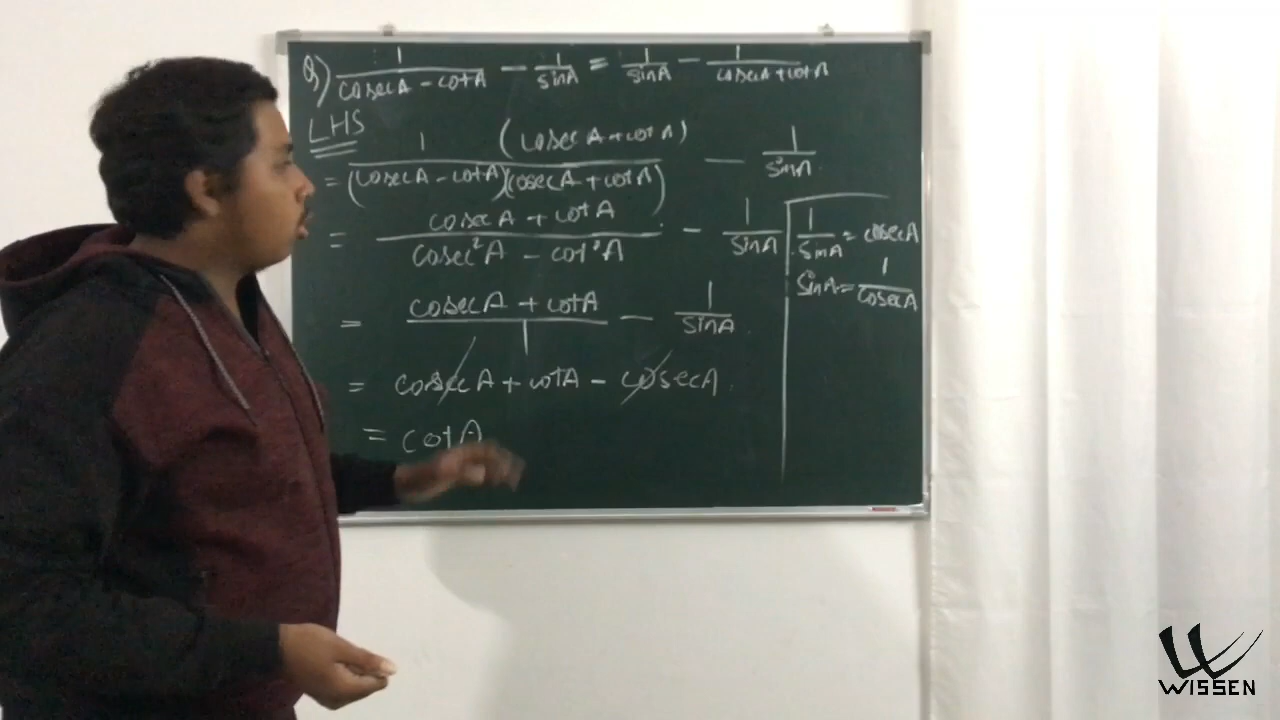 Q) 1/(cosecA - cotA) - 1/sinA = 1/sinA - 1/(cosecA + cotA)
LHS
= 1 (cosecA + cotA)/(cosecA - cotA)(cosecA + cotA) - 1/sinA
= (cosecA + cotA)/(cosec²A - cot²A) - 1/sinA
= (cosecA + cotA)/1 - 1/sinA
= cosecA + cotA - cosecA
= cotA
1/sinA = cosecA
sinA = 1/cosecA
WISSEN